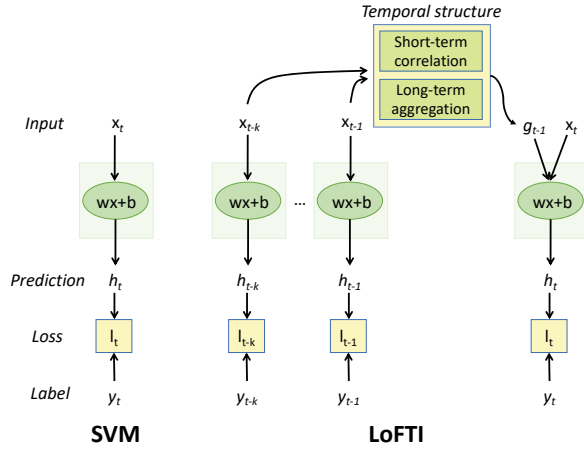 Temporal structure
Short-term
correlation
Long-term
aggregation
Input x_t x_{t-k} x_{t-1} g_{t-1} x_t
wx+b wx+b ... wx+b wx+b
Prediction h_t h_{t-k} h_{t-1} h_t
Loss l_t l_{t-k} l_{t-1} l_t
Label y_t y_{t-k} y_{t-1} y_t
SVM LoFTI